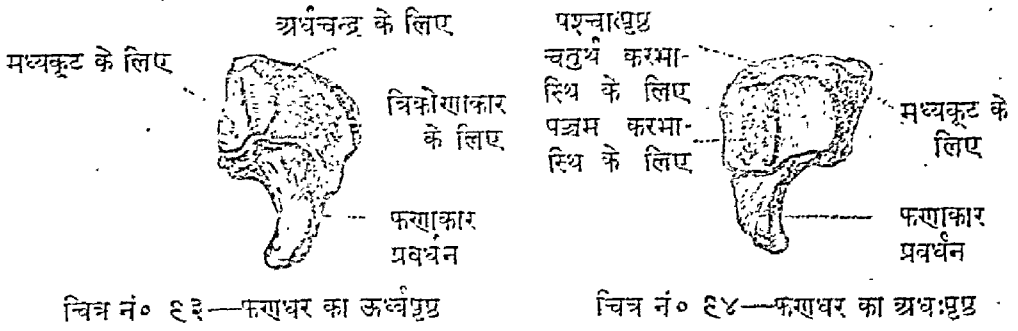 अर्धचन्द्र के लिए
मध्यकूट के लिए
त्रिकोणाकार
के लिए
फणाकार
प्रवर्धन
चित्र नं० ९३—फणधर का ऊर्ध्वपृष्ठ
पश्चात्पृष्ठ
चतुर्थ करभा-
स्थि के लिए
पञ्चम करभा-
स्थि के लिए
मध्यकूट के
लिए
फणाकार
प्रवर्धन
चित्र नं० ९४—फणधर का अधःपृष्ठ